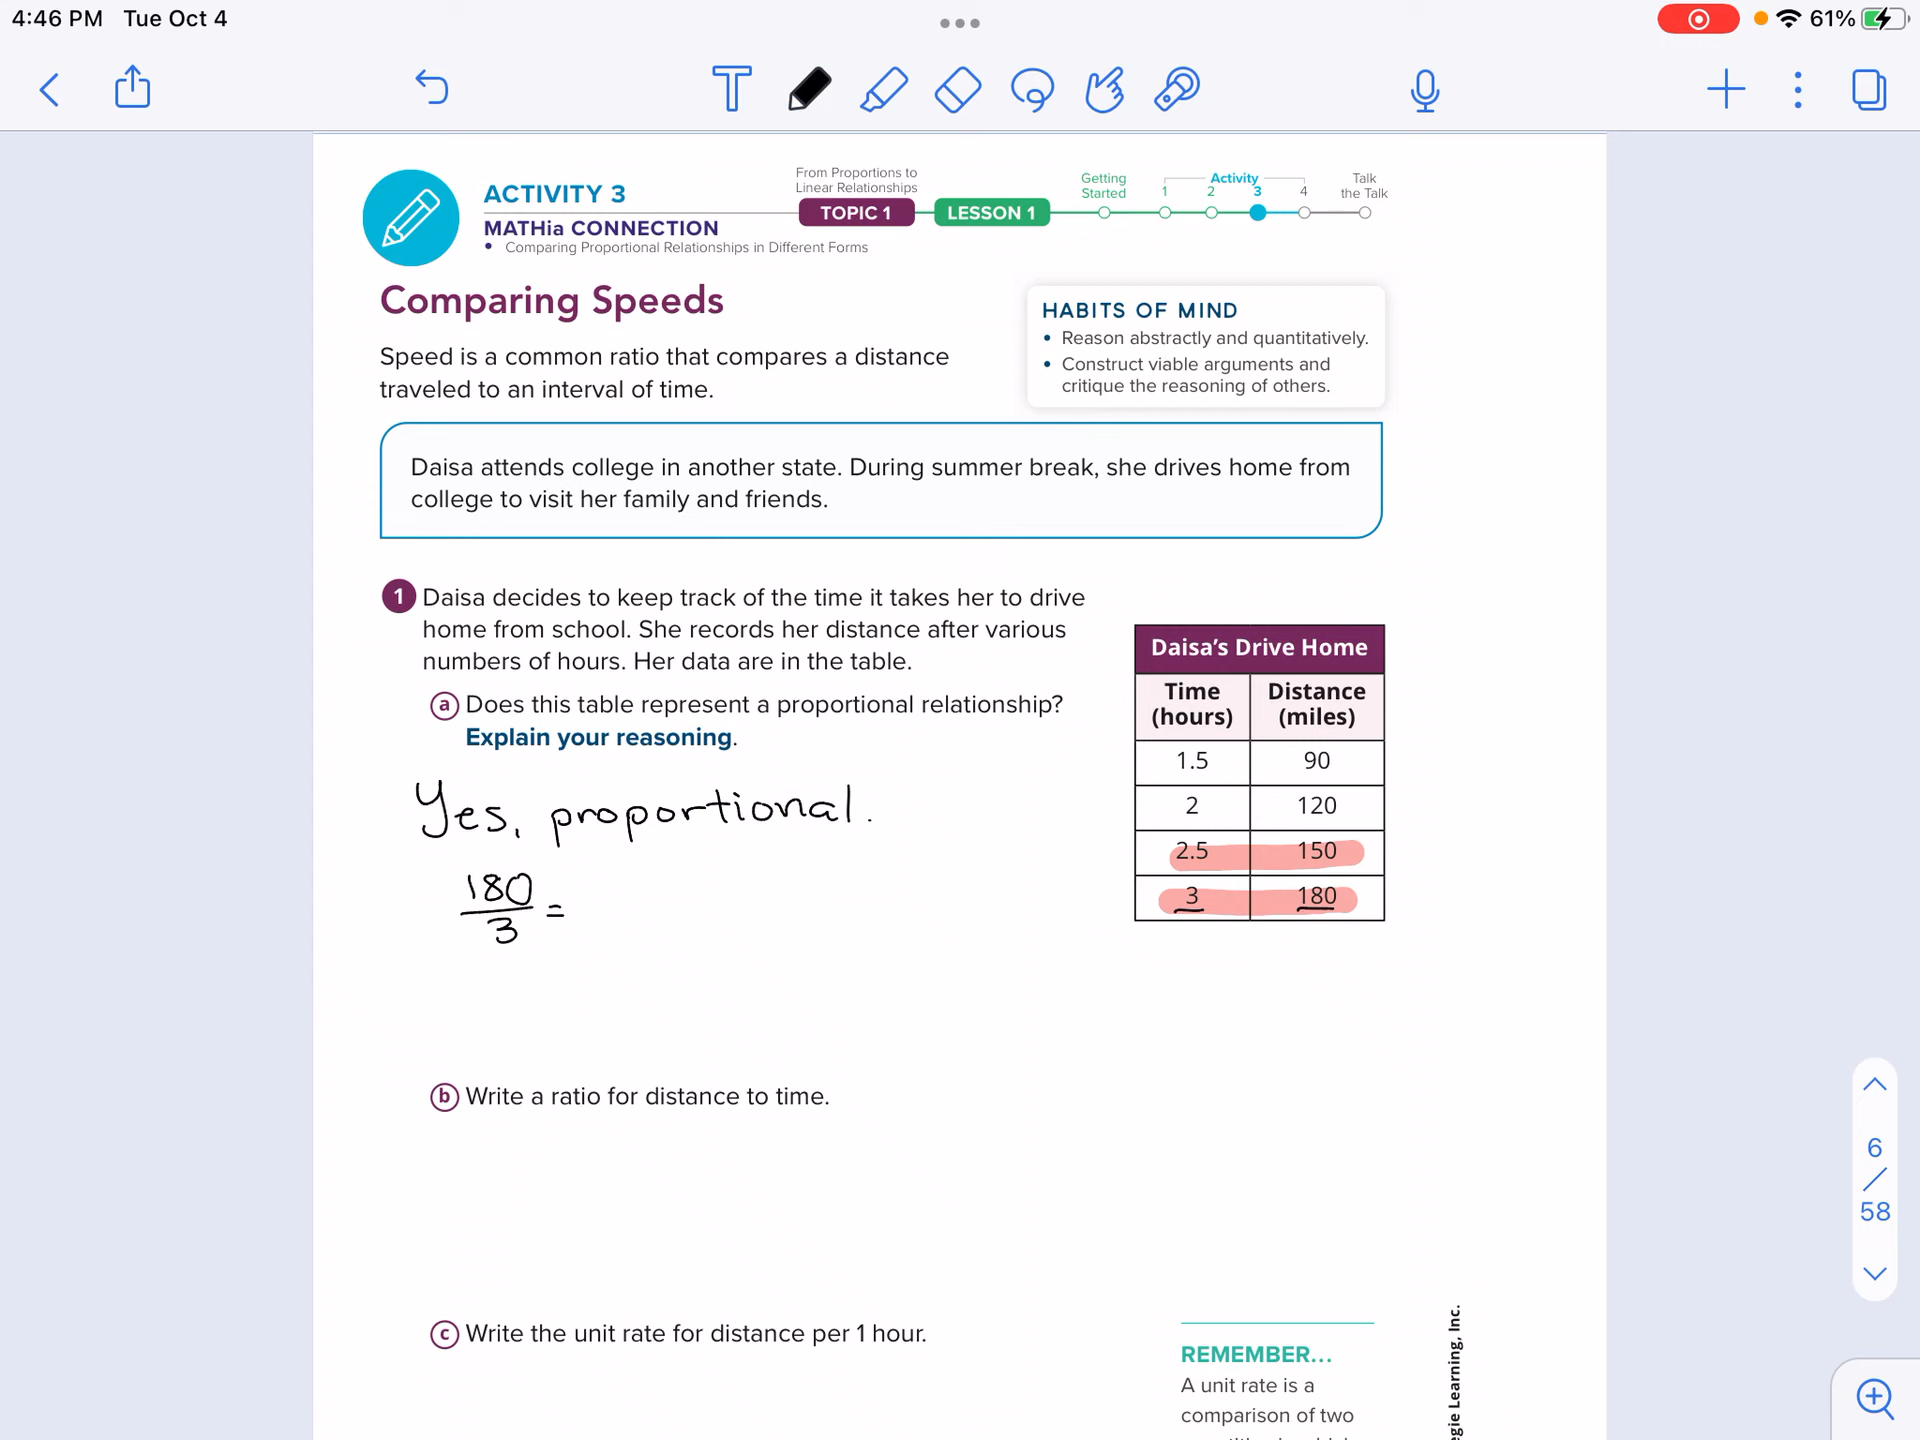 4:46 PM Tue Oct 4
61%
ACTIVITY 3
MATHia CONNECTION
• Comparing Proportional Relationships in Different Forms
From Proportions to
Linear Relationships
TOPIC 1
LESSON 1
Getting
Started
Activity
1 2 3 4
Talk
the Talk
Comparing Speeds
Speed is a common ratio that compares a distance
traveled to an interval of time.
HABITS OF MIND
• Reason abstractly and quantitatively.
• Construct viable arguments and
critique the reasoning of others.
Daisa attends college in another state. During summer break, she drives home from
college to visit her family and friends.
1 Daisa decides to keep track of the time it takes her to drive
home from school. She records her distance after various
numbers of hours. Her data are in the table.
a Does this table represent a proportional relationship?
Explain your reasoning.
Yes, proportional.
180
3 =
Daisa's Drive Home
Time (hours) Distance (miles)
1.5 90
2 120
2.5 150
3 180
b Write a ratio for distance to time.
c Write the unit rate for distance per 1 hour.
REMEMBER...
A unit rate is a
comparison of two
Learning, Inc.
6
/
58